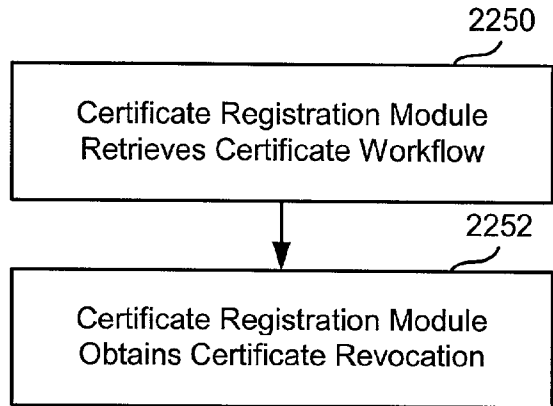 2250
Certificate Registration Module
Retrieves Certificate Workflow
2252
Certificate Registration Module
Obtains Certificate Revocation